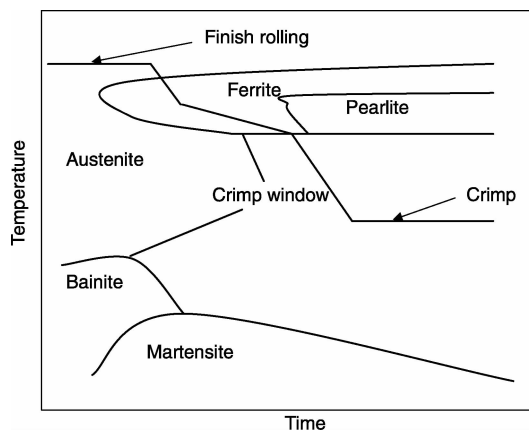 Finish rolling
Ferrite
Pearlite
Austenite
Temperature
Crimp window
Crimp
Bainite
Martensite
Time